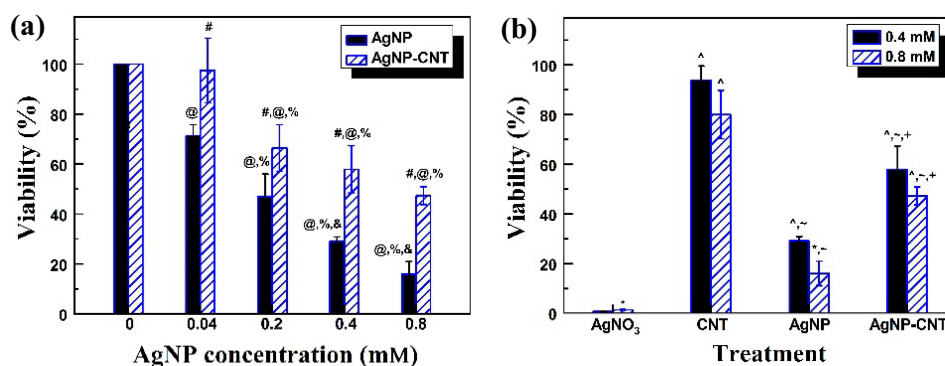 (a)
AgNP
AgNP-CNT
Viability (%)
100
80
60
40
20
0
@
#
@,%
#,@,%
@,%,&
#,@,%
@,%,&
#,@,%
0
0.04
0.2
0.4
0.8
AgNP concentration (mM)
(b)
0.4 mM
0.8 mM
Viability (%)
100
80
60
40
20
0
^
^
^,~
*,~
^,~,+
^,~,+
AgNO3
CNT
AgNP
AgNP-CNT
Treatment